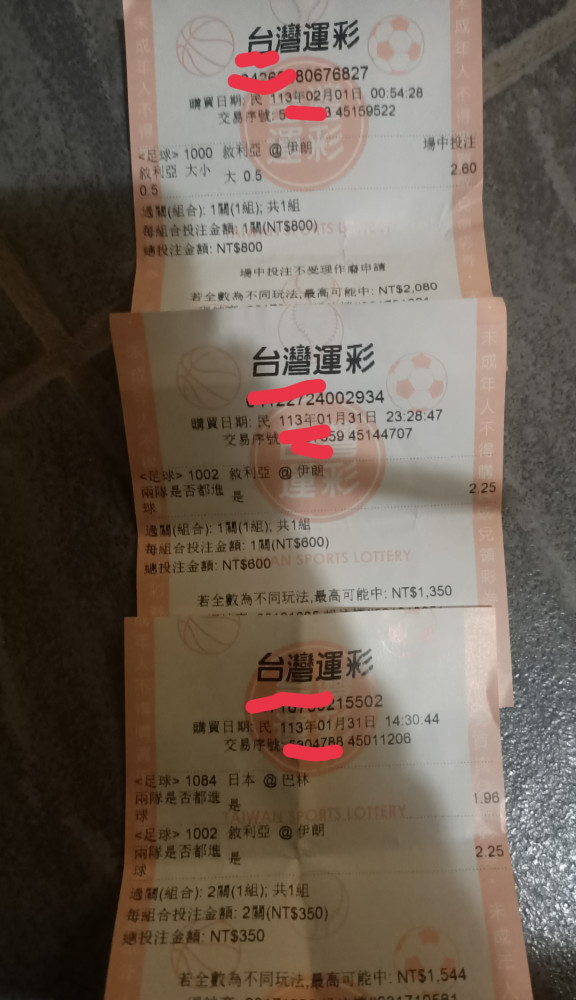 台灣運彩
80676827
購買日期: 民 113年02月01日 00:54:28
交易序號: 45159522
<足球> 1000 敘利亞 @ 伊朗 場中投注
敘利亞 大小 大 0.5 2.60
0.5
過關(組合): 1關(1組); 共1組
每組合投注金額: 1關(NT$800)
總投注金額: NT$800
場中投注不受理作廢申請
若全數為不同玩法,最高可能中: NT$2,080
台灣運彩
22724002934
購買日期: 民 113年01月31日 23:28:47
交易序號: 659 45144707
<足球> 1002 敘利亞 @ 伊朗
兩隊是否都進 是 2.25
球
過關(組合): 1關(1組); 共1組
每組合投注金額: 1關(NT$600)
總投注金額: NT$600
TAIWAN SPORTS LOTTERY
若全數為不同玩法,最高可能中: NT$1,350
台灣運彩
215502
購買日期: 民 113年01月31日 14:30:44
交易序號: 5804788 45011206
<足球> 1084 日本 @ 巴林
兩隊是否都進 是 1.96
球
TAIWAN SPORTS LOTTERY
<足球> 1002 敘利亞 @ 伊朗
兩隊是否都進 是 2.25
球
過關(組合): 2關(1組); 共1組
每組合投注金額: 2關(NT$350)
總投注金額: NT$350
若全數為不同玩法,最高可能中: NT$1,544